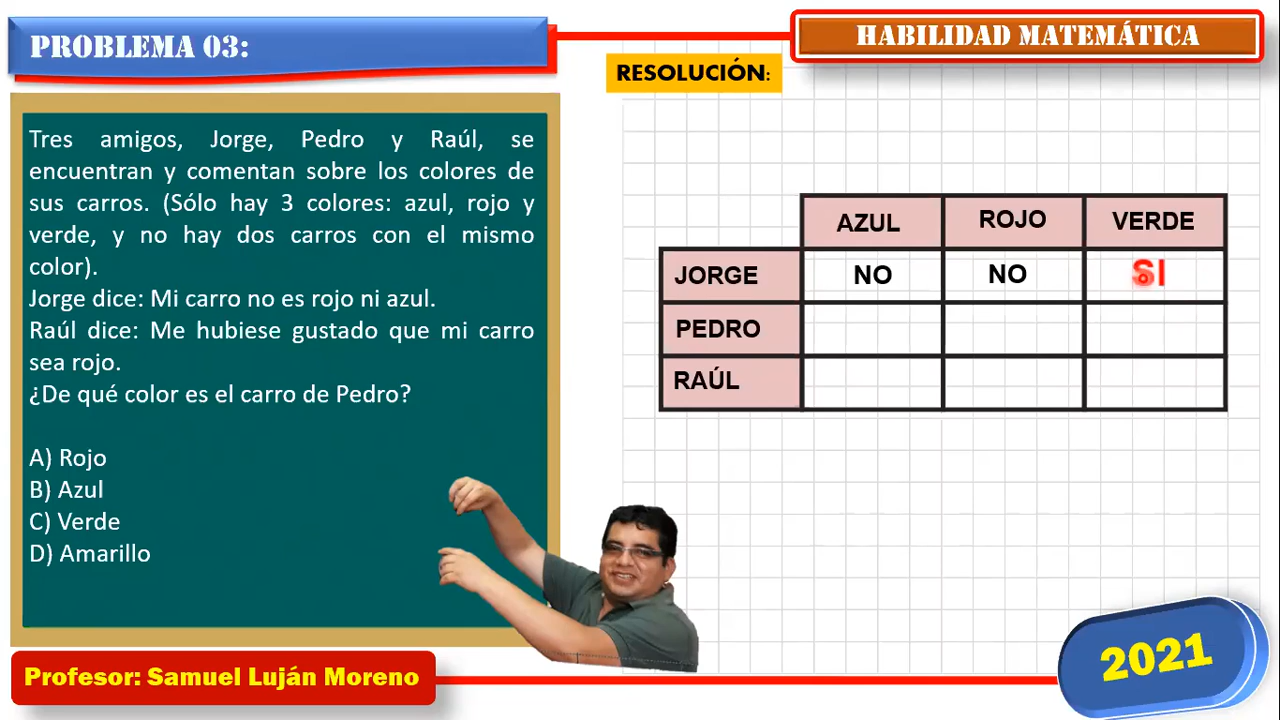 PROBLEMA 03:
HABILIDAD MATEMÁTICA
RESOLUCIÓN:
Tres amigos, Jorge, Pedro y Raúl, se
encuentran y comentan sobre los colores de
sus carros. (Sólo hay 3 colores: azul, rojo y
verde, y no hay dos carros con el mismo
color).
Jorge dice: Mi carro no es rojo ni azul.
Raúl dice: Me hubiese gustado que mi carro
sea rojo.
¿De qué color es el carro de Pedro?
A) Rojo
B) Azul
C) Verde
D) Amarillo
AZUL ROJO VERDE
JORGE NO NO SI
PEDRO
RAÚL
Profesor: Samuel Luján Moreno
2021